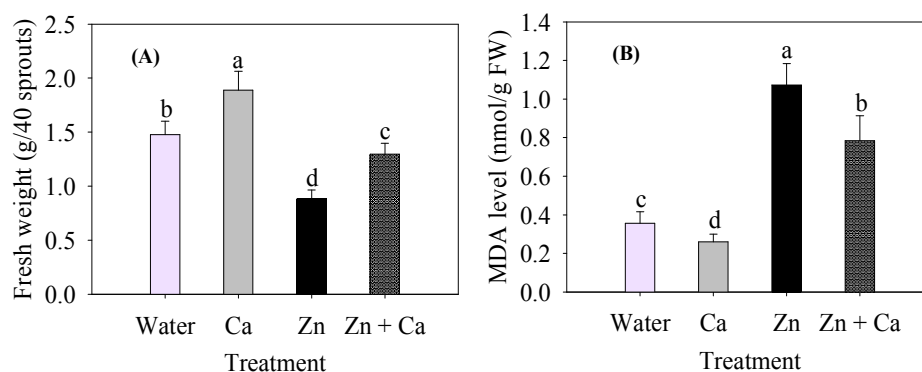 (A)
Fresh weight (g/40 sprouts)
2.5
2.0
1.5
1.0
0.5
0.0
b
a
d
c
Water Ca Zn Zn + Ca
Treatment
(B)
MDA level (nmol/g FW)
1.4
1.2
1.0
0.8
0.6
0.4
0.2
0.0
c
d
a
b
Water Ca Zn Zn + Ca
Treatment